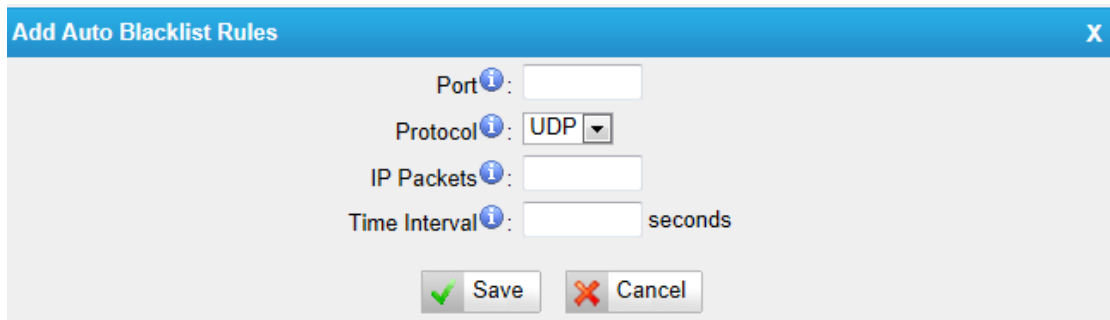 Add Auto Blacklist Rules X
Port :
Protocol : UDP
IP Packets :
Time Interval : seconds
Save Cancel